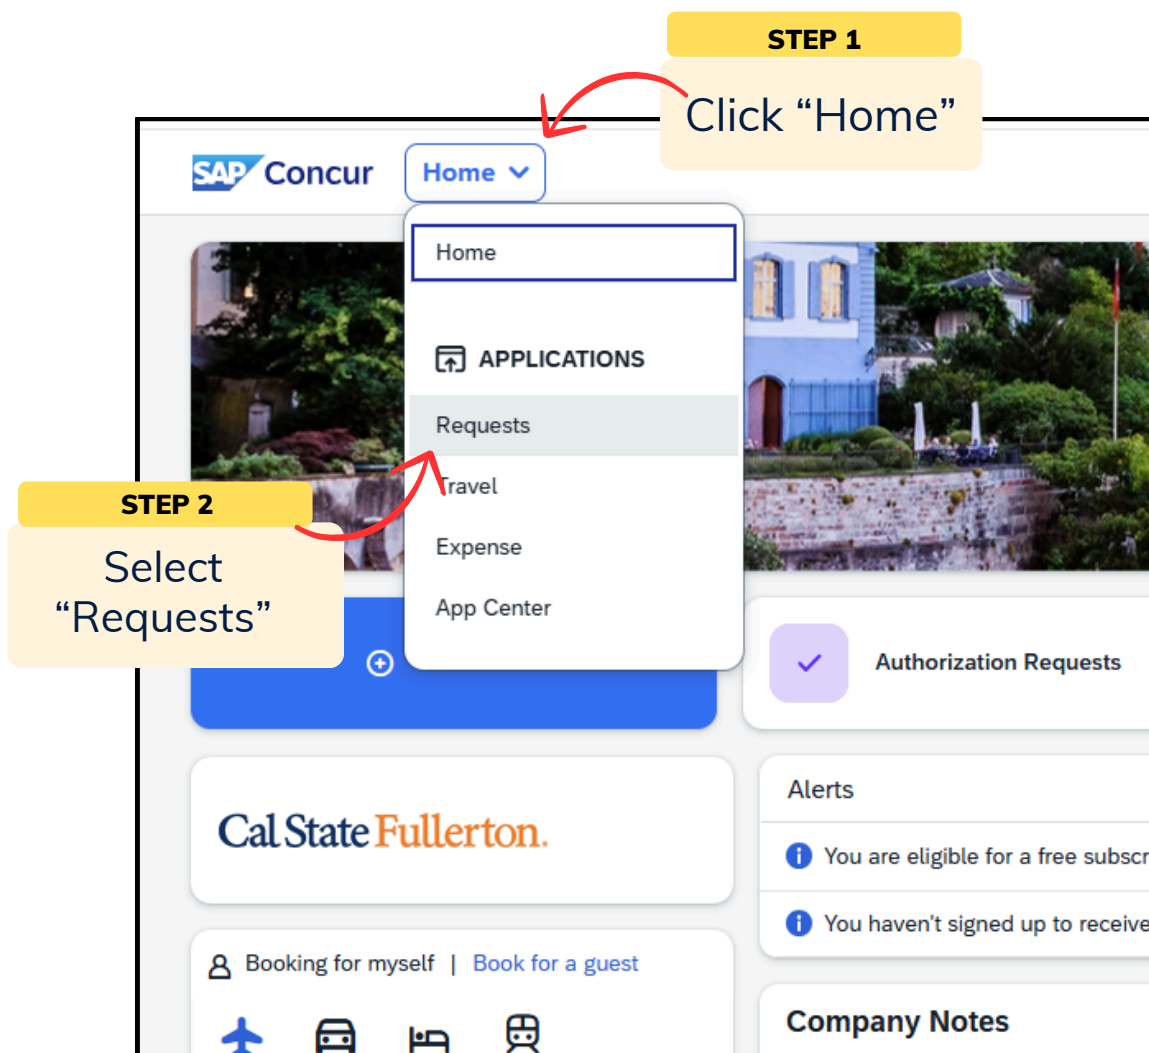 STEP 1
Click “Home”
SAP Concur
Home
Home
APPLICATIONS
Requests
Travel
Expense
App Center
STEP 2
Select
“Requests”
Authorization Requests
Cal State Fullerton.
Alerts
You are eligible for a free subscr
You haven't signed up to receive
Booking for myself | Book for a guest
Company Notes